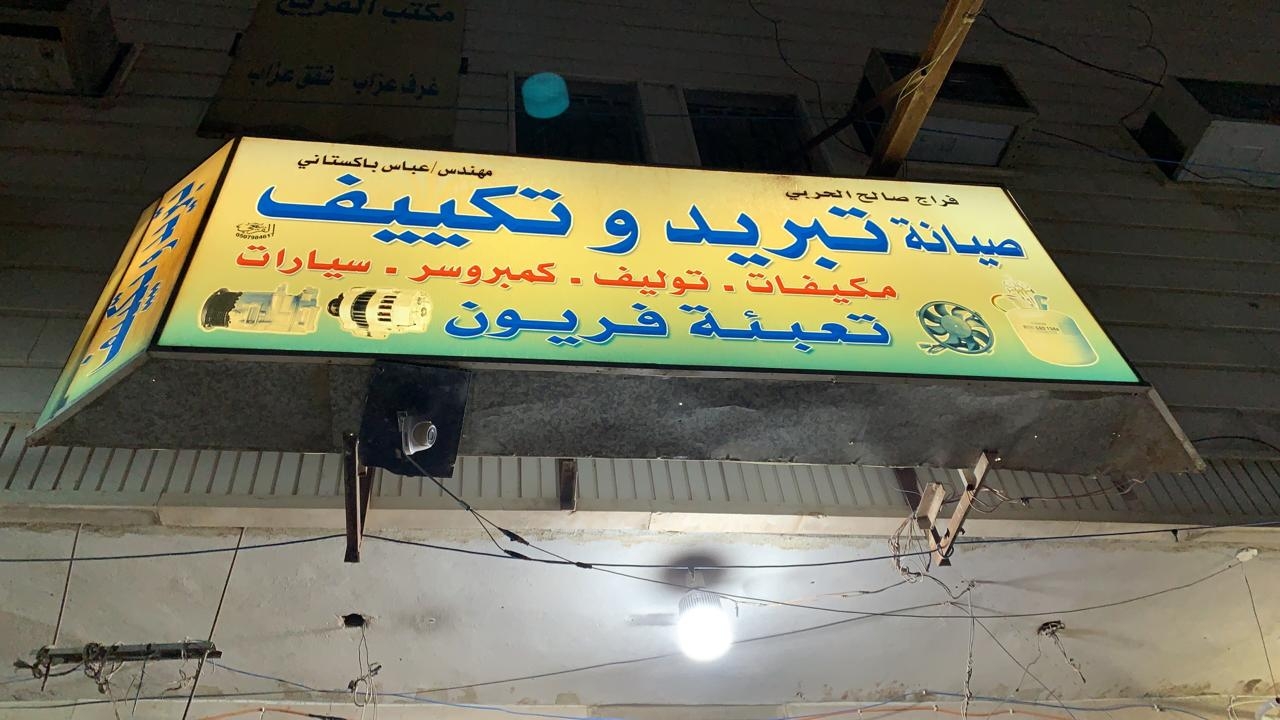 مكتب
غرف عزاب - شقق عزاب
فراج صالح الحربي
مهندس/عباس باكستاني
صيانة تبريد و تكييف
مكيفات . توليف . كمبروسر . سيارات
تعبئة فريون